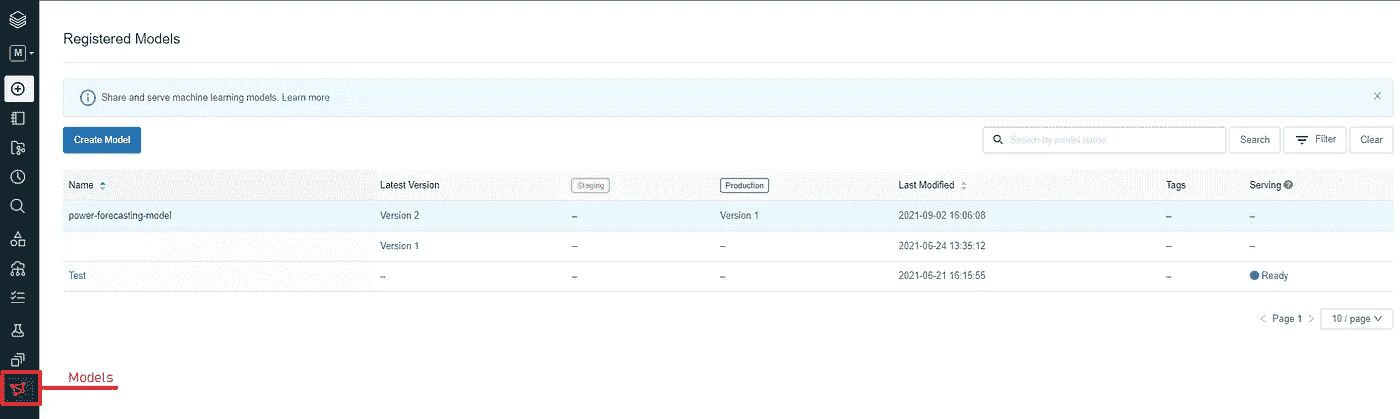 M
Registered Models
Share and serve machine learning models. Learn more
Create Model
Search by model name
Search
Filter
Clear
Name Latest Version Staging Production Last Modified Tags Serving
power-forecasting-model Version 2 – Version 1 2021-09-02 16:06:08 – –
Version 1 – – 2021-06-24 13:35:12 – –
Test – – – 2021-06-21 16:15:55 – Ready
Page 1
10 / page
Models